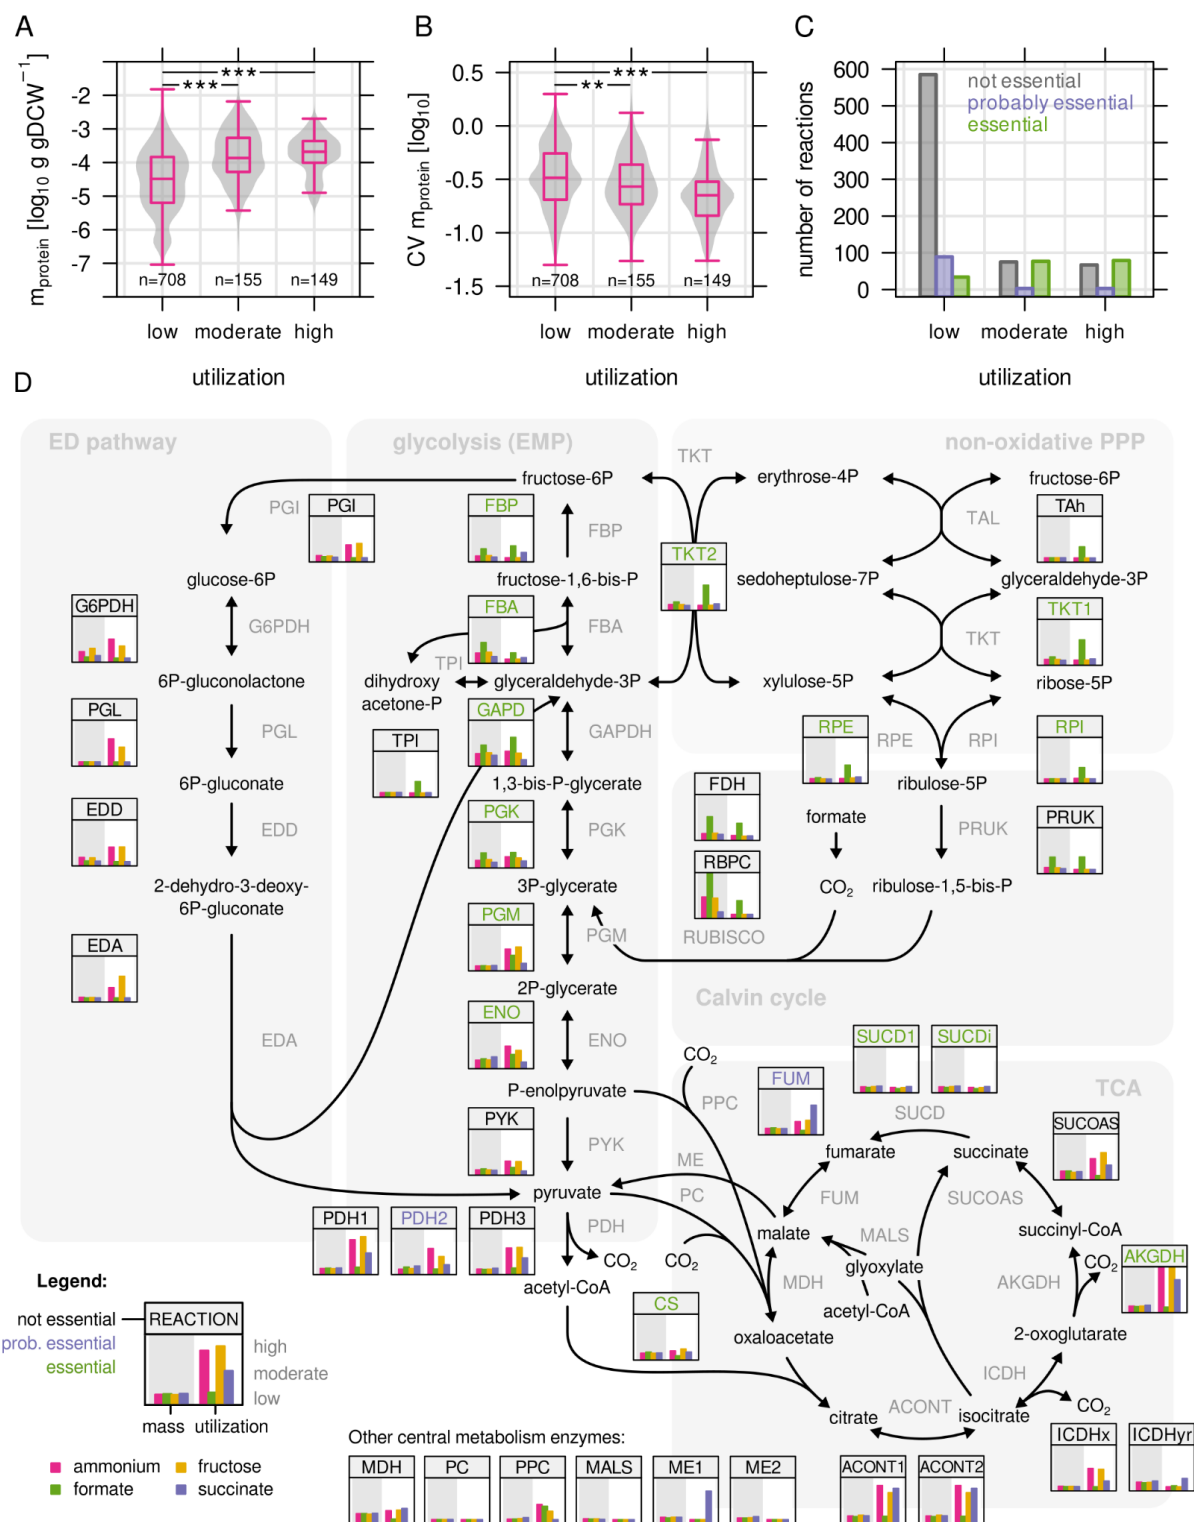 A
m_protein [log10 g gDCW−1]
-2
-3
-4
-5
-6
-7
***
***
n=708
n=155
n=149
low
moderate
high
utilization
B
CV m_protein [log10]
0.5
0.0
-0.5
-1.0
-1.5
***
**
n=708
n=155
n=149
low
moderate
high
utilization
C
number of reactions
600
500
400
300
200
100
0
not essential
probably essential
essential
low
moderate
high
utilization
D
ED pathway
glycolysis (EMP)
non-oxidative PPP
TKT
fructose-6P
erythrose-4P
fructose-6P
PGI
PGI
FBP
FBP
TAL
TAh
TKT2
glucose-6P
fructose-1,6-bis-P
sedoheptulose-7P
glyceraldehyde-3P
G6PDH
G6PDH
FBA
FBA
TKT
TKT1
TPI
6P-gluconolactone
dihydroxy
acetone-P
glyceraldehyde-3P
xylulose-5P
ribose-5P
PGL
PGL
TPI
GAPD
GAPDH
RPE
RPE
RPI
RPI
6P-gluconate
1,3-bis-P-glycerate
FDH
ribulose-5P
EDD
EDD
PGK
PGK
formate
PRUK
PRUK
RBPC
2-dehydro-3-deoxy-
6P-gluconate
3P-glycerate
CO2
ribulose-1,5-bis-P
EDA
PGM
PGM
RUBISCO
2P-glycerate
Calvin cycle
EDA
ENO
ENO
CO2
SUCD1
SUCDi
P-enolpyruvate
PPC
FUM
TCA
SUCD
PYK
PYK
ME
fumarate
succinate
SUCOAS
pyruvate
PC
FUM
SUCOAS
PDH1
PDH2
PDH3
PDH
malate
MALS
succinyl-CoA
CO2
CO2
glyoxylate
CO2
AKGDH
Legend:
acetyl-CoA
MDH
acetyl-CoA
AKGDH
not essential
REACTION
CS
oxaloacetate
2-oxoglutarate
prob. essential
high
essential
moderate
ICDH
low
mass
utilization
citrate
ACONT
isocitrate
CO2
Other central metabolism enzymes:
ammonium
fructose
formate
succinate
MDH
PC
PPC
MALS
ME1
ME2
ACONT1
ACONT2
ICDHx
ICDHyr